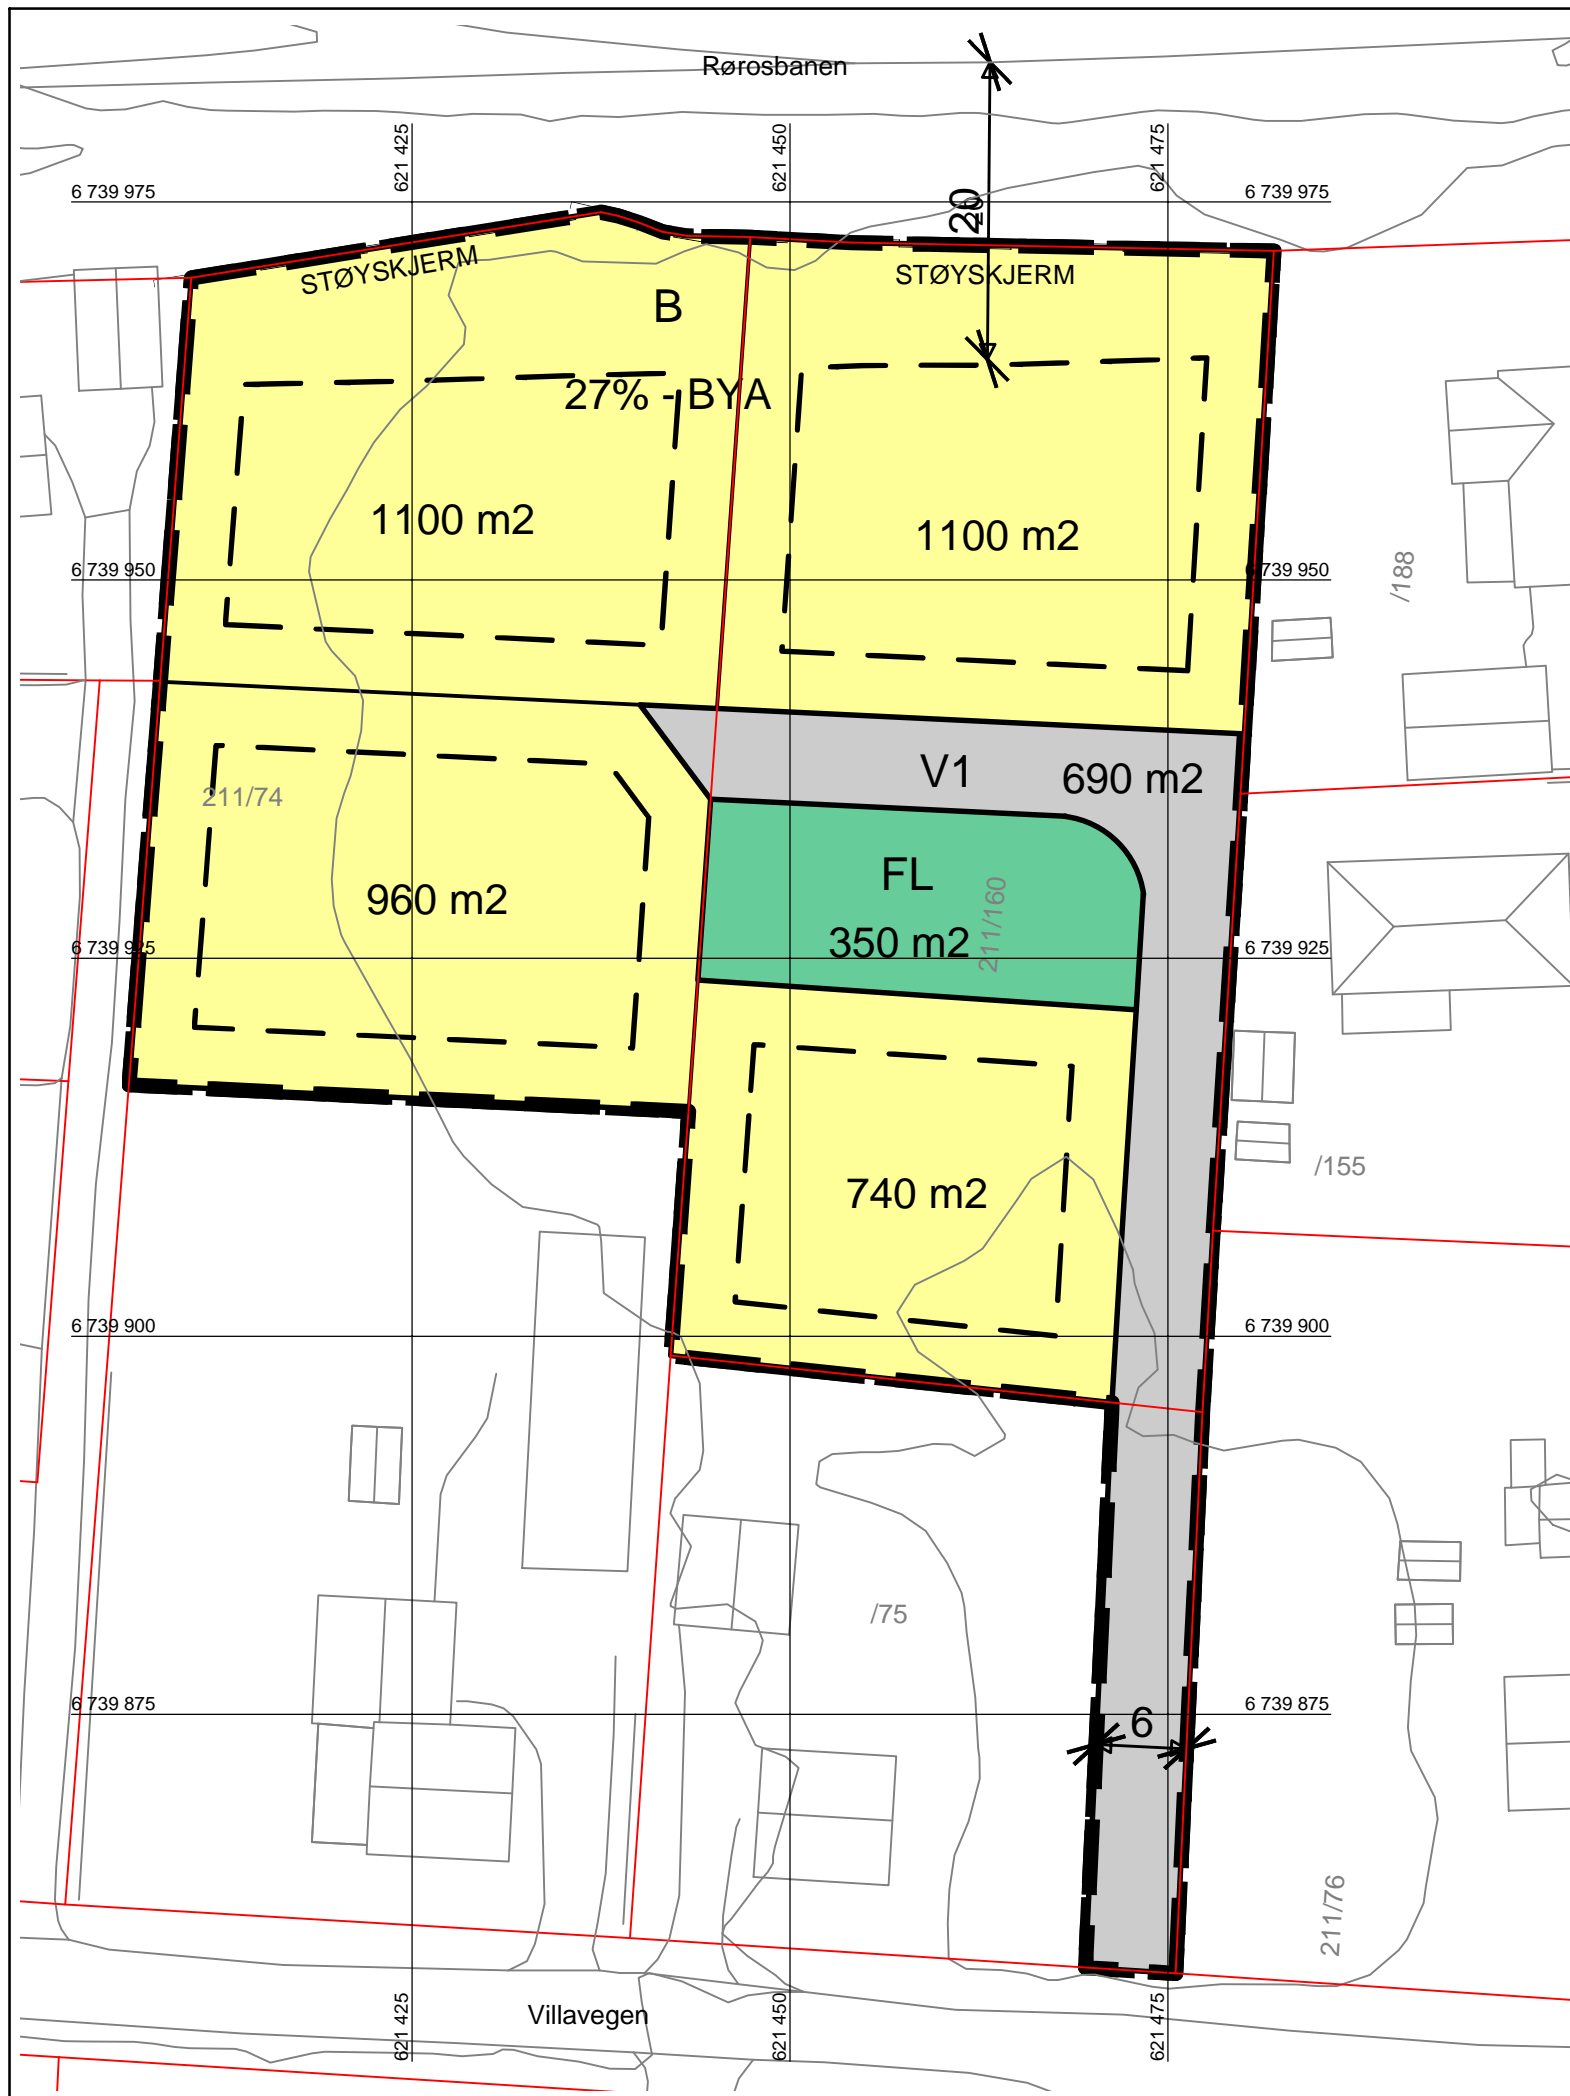 Rørosbanen
621 425
621 450
621 475
6 739 975
6 739 975
20
20
STØYSKJERM
STØYSKJERM
B
27% - BYA
1100 m2
1100 m2
6 739 950
6 739 950
/188
V1
690 m2
211/74
FL
960 m2
350 m2
211/160
6 739 925
6 739 925
/155
740 m2
6 739 900
6 739 900
/75
6 739 875
6 739 875
6
211/76
Villavegen
621 425
621 450
621 475